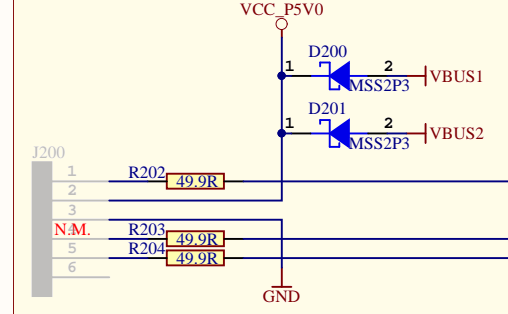 VCC_P5V0
D200
1
2
VBUS1
MSS2P3
D201
1
2
VBUS2
MSS2P3
J200
1
R202
49.9R
2
3
N.M.
4
R203
49.9R
5
R204
49.9R
6
GND